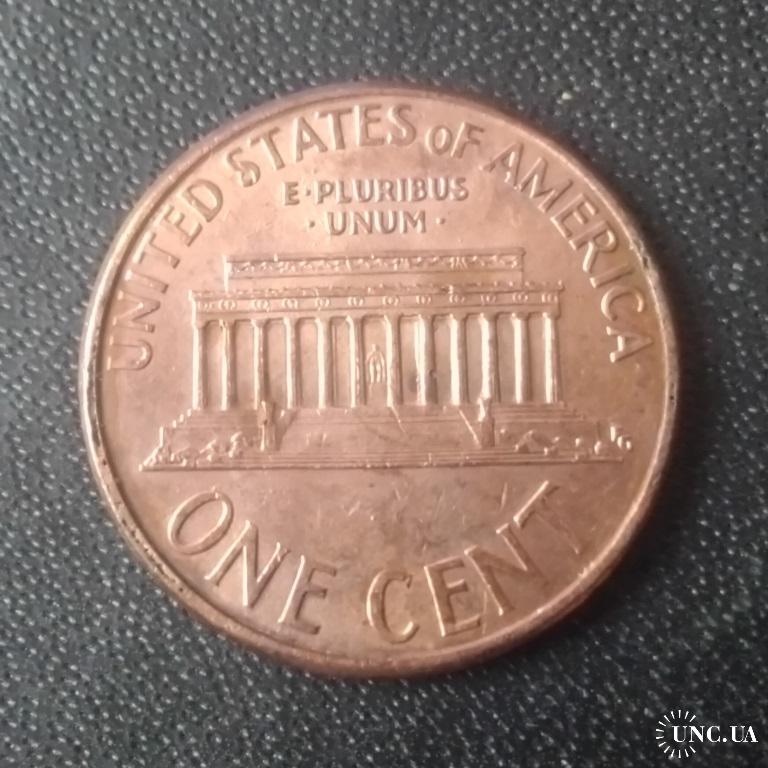 UNITED STATES OF AMERICA
E·PLURIBUS
·UNUM·
ONE CENT
UNC.UA